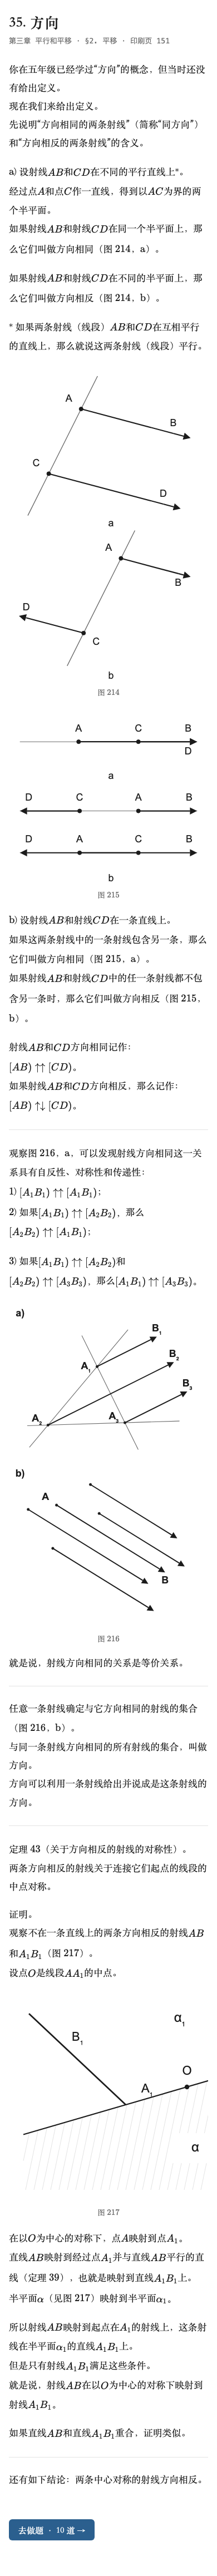 35. 方向
第三章 平行和平移 · §2. 平移 · 印刷页 151
你在五年级已经学过“方向”的概念，但当时还没
有给出定义。
现在我们来给出定义。
先说明“方向相同的两条射线”（简称“同方向”）
和“方向相反的两条射线”的含义。
a) 设射线AB和CD在不同的平行直线上*。
经过点A和点C作一直线，得到以AC为界的两
个半平面。
如果射线AB和射线CD在同一个半平面上，那
么它们叫做方向相同（图 214，a）。
如果射线AB和射线CD在不同的半平面上，那
么它们叫做方向相反（图 214，b）。
* 如果两条射线（线段）AB和CD在互相平行
的直线上，那么就说这两条射线（线段）平行。
A
B
C
D
a
A
B
D
C
b
图 214
A C B
D
a
D C A B
D A C B
b
图 215
b) 设射线AB和射线CD在一条直线上。
如果这两条射线中的一条射线包含另一条，那么
它们叫做方向相同（图 215，a）。
如果射线AB和射线CD中的任一条射线都不包
含另一条时，那么它们叫做方向相反（图 215，
b）。
射线AB和CD方向相同记作：
[AB) ↑↑ [CD)。
如果射线AB和CD方向相反，那么记作：
[AB) ↑↓ [CD)。
观察图 216，a，可以发现射线方向相同这一关
系具有自反性、对称性和传递性：
1) [A₁B₁) ↑↑ [A₁B₁)；
2) 如果[A₁B₁) ↑↑ [A₂B₂)，那么
[A₂B₂) ↑↑ [A₁B₁)；
3) 如果[A₁B₁) ↑↑ [A₂B₂)和
[A₂B₂) ↑↑ [A₃B₃)，那么[A₁B₁) ↑↑ [A₃B₃)。
a)
B₁
B₂
A₁
B₃
A₂
A₃
b)
A
B
图 216
就是说，射线方向相同的关系是等价关系。
任意一条射线确定与它方向相同的射线的集合
（图 216，b）。
与同一条射线方向相同的所有射线的集合，叫做
方向。
方向可以利用一条射线给出并说成是这条射线的
方向。
定理 43（关于方向相反的射线的对称性）。
两条方向相反的射线关于连接它们起点的线段的
中点对称。
证明。
观察不在一条直线上的两条方向相反的射线AB
和A₁B₁（图 217）。
设点O是线段AA₁的中点。
α₁
B₁
O
A₁
α
图 217
在以O为中心的对称下，点A映射到点A₁。
直线AB映射到经过点A₁并与直线AB平行的直
线（定理 39），也就是映射到直线A₁B₁上。
半平面α（见图 217）映射到半平面α₁。
所以射线AB映射到起点在A₁的射线上，这条射
线在半平面α₁的直线A₁B₁上。
但是只有射线A₁B₁满足这些条件。
就是说，射线AB在以O为中心的对称下映射到
射线A₁B₁。
如果直线AB和直线A₁B₁重合，证明类似。
还有如下结论：两条中心对称的射线方向相反。
去做题 · 10 道 →